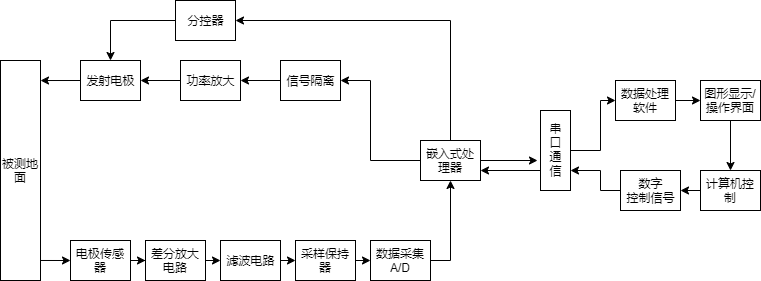 分控器
发射电极
功率放大
信号隔离
数据处理
软件
图形显示/
操作界面
串
口
通
信
嵌入式处
理器
被测地
面
数字
控制信号
计算机控
制
电极传感
器
差分放大
电路
滤波电路
采样保持
器
数据采集
A/D